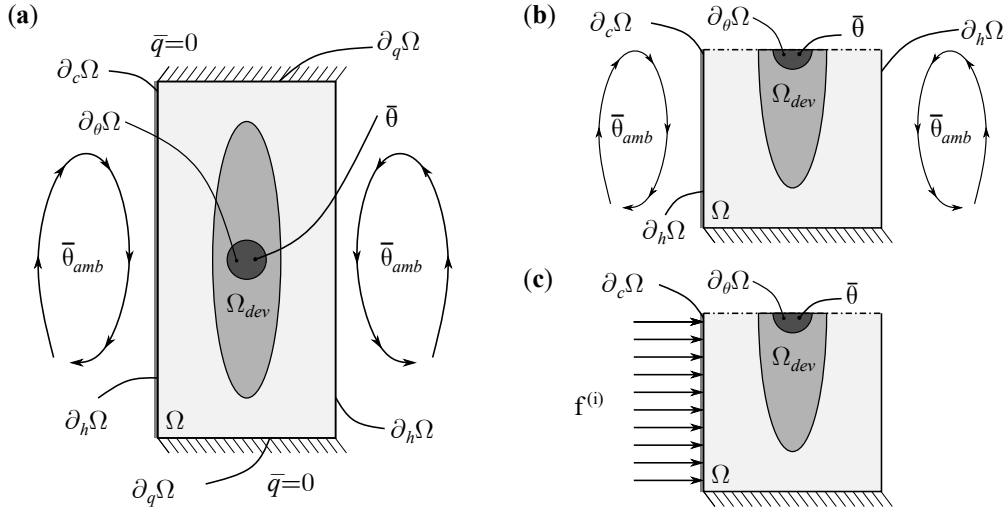 (a)
q̅=0
∂_qΩ
∂_cΩ
∂_θΩ
θ̅
θ̅_amb
θ̅_amb
Ω_dev
∂_hΩ
Ω
∂_hΩ
∂_qΩ
q̅=0
(b)
∂_cΩ
∂_θΩ
θ̅
∂_hΩ
Ω_dev
θ̅_amb
θ̅_amb
∂_hΩ
Ω
(c)
∂_cΩ
∂_θΩ
θ̅
Ω_dev
f^(i)
Ω